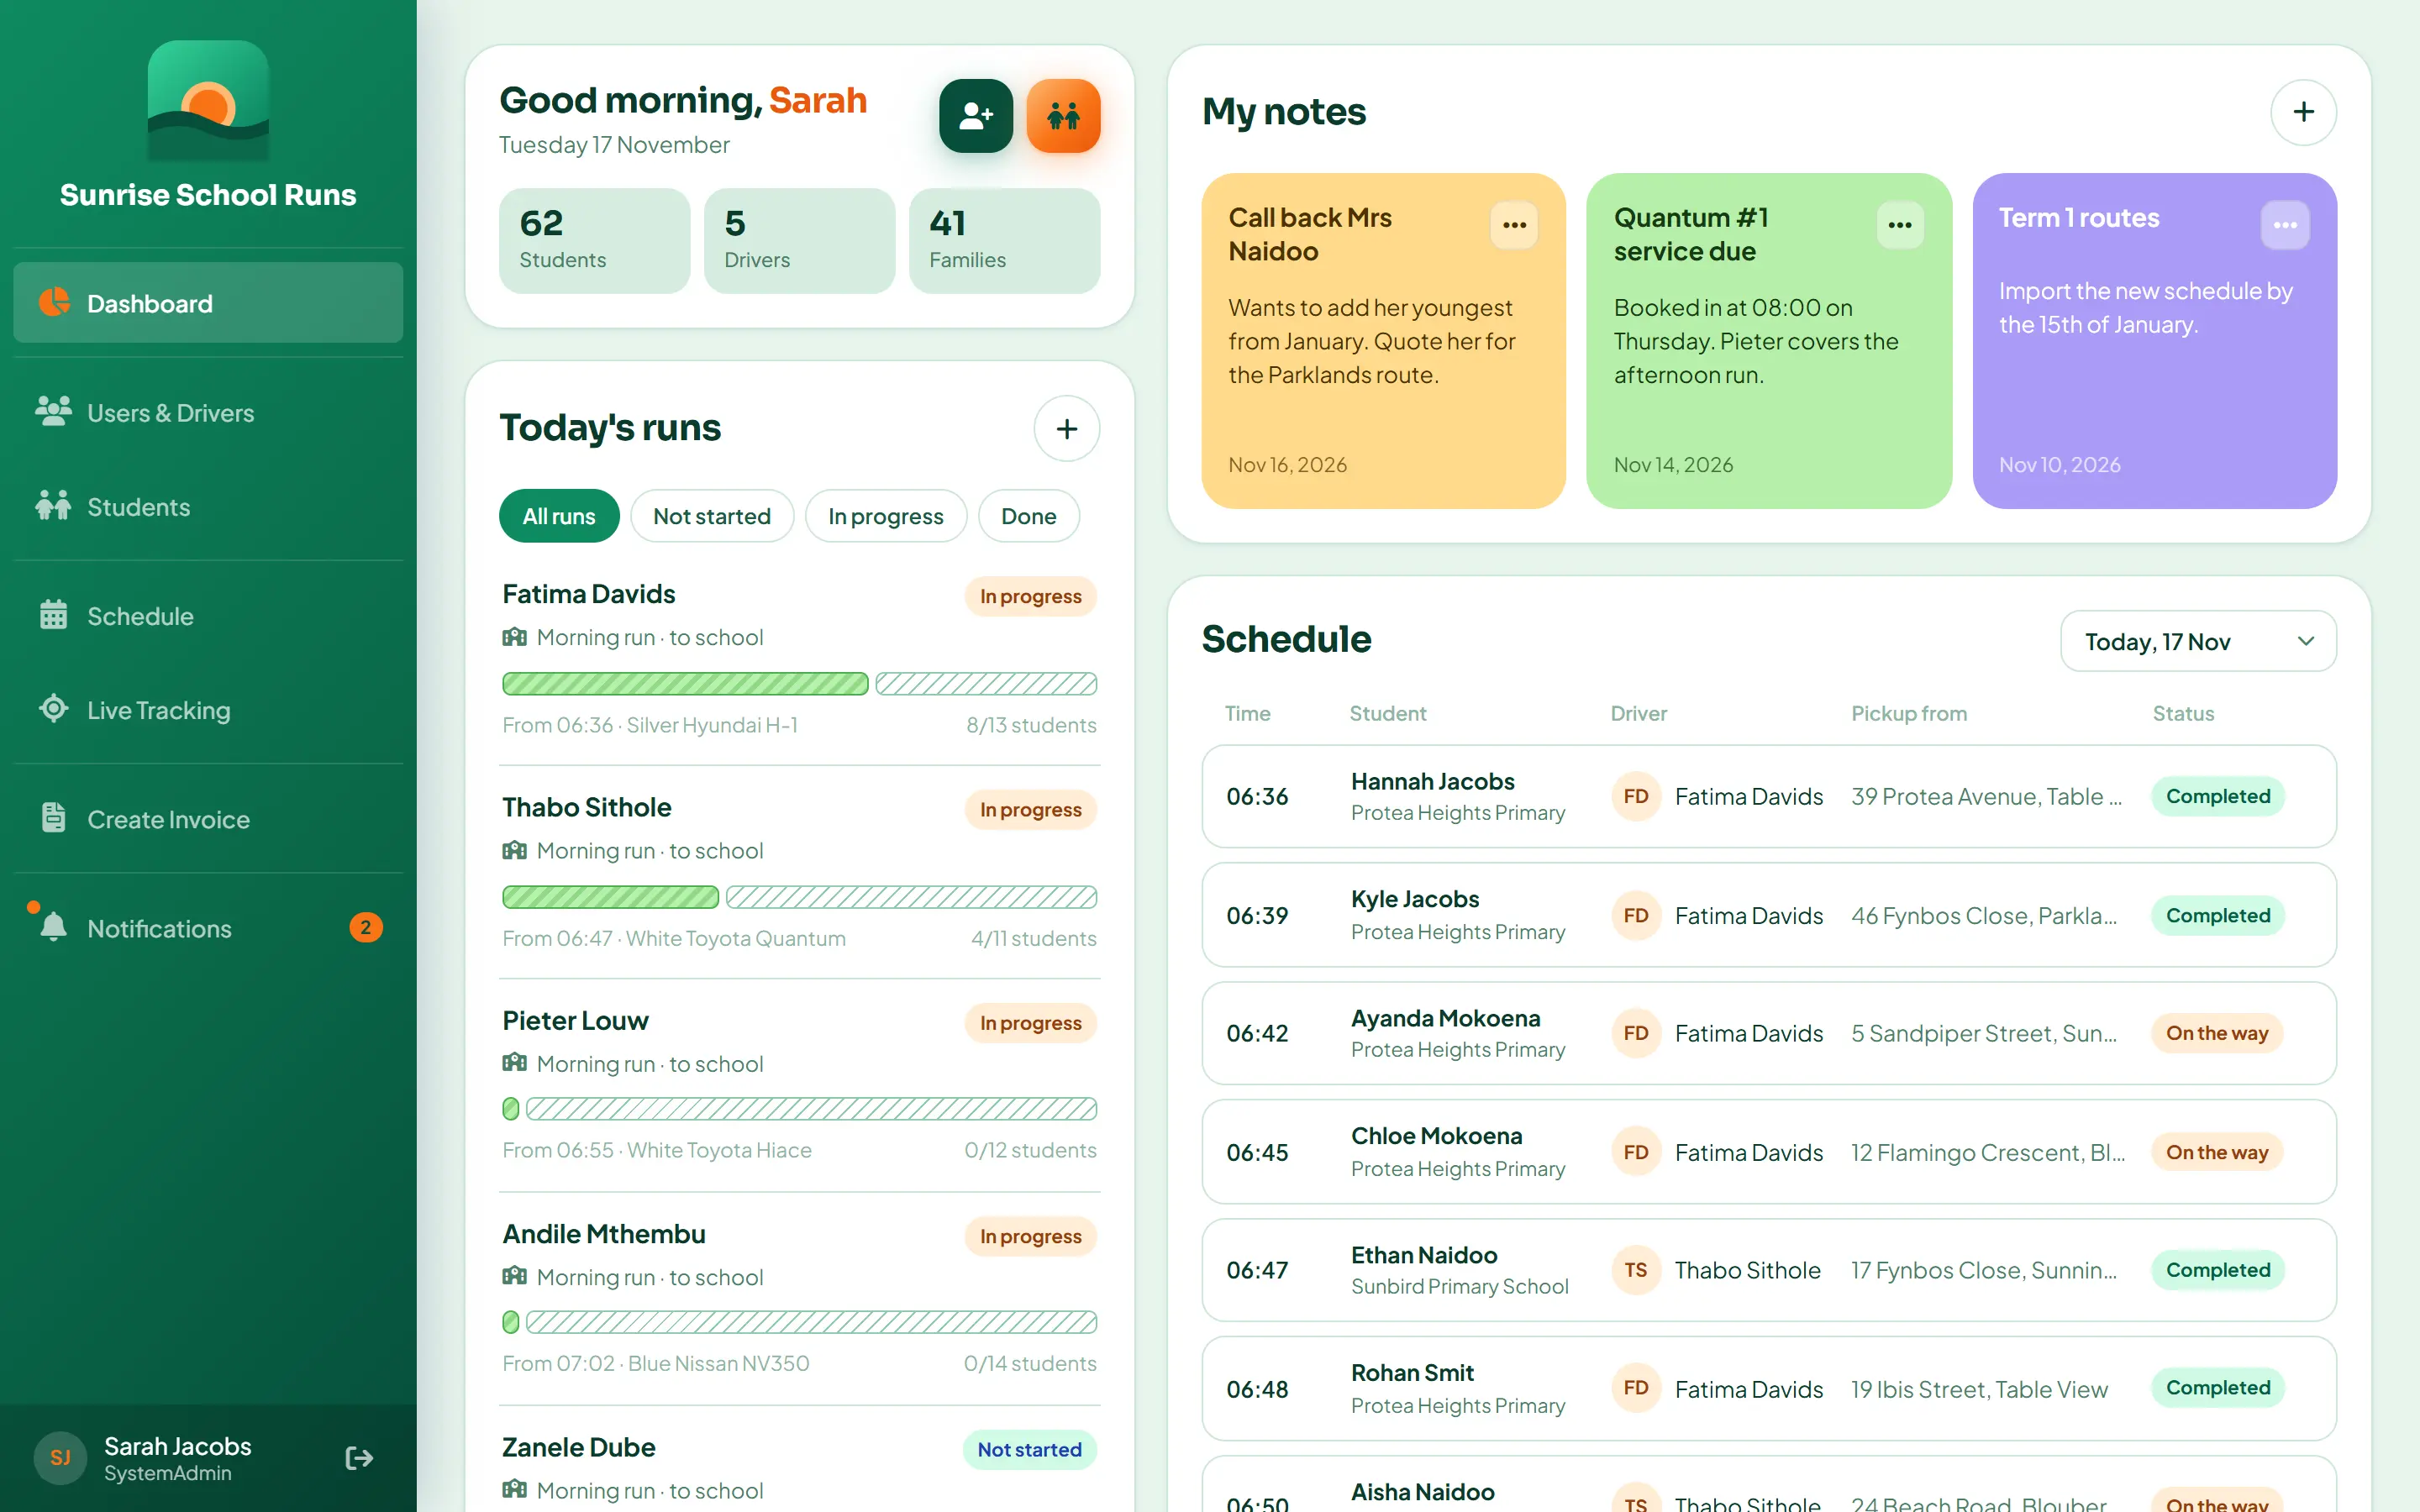 Sunrise School Runs
Dashboard
Users & Drivers
Students
Schedule
Live Tracking
Create Invoice
Notifications
2
SJ
Sarah Jacobs
SystemAdmin
Good morning, Sarah
Tuesday 17 November
62
Students
5
Drivers
41
Families
Today's runs
All runs
Not started
In progress
Done
Fatima Davids
In progress
Morning run · to school
From 06:36 · Silver Hyundai H-1
8/13 students
Thabo Sithole
In progress
Morning run · to school
From 06:47 · White Toyota Quantum
4/11 students
Pieter Louw
In progress
Morning run · to school
From 06:55 · White Toyota Hiace
0/12 students
Andile Mthembu
In progress
Morning run · to school
From 07:02 · Blue Nissan NV350
0/14 students
Zanele Dube
Not started
Morning run · to school
My notes
Call back Mrs
Naidoo
Wants to add her youngest
from January. Quote her for
the Parklands route.
Nov 16, 2026
Quantum #1
service due
Booked in at 08:00 on
Thursday. Pieter covers the
afternoon run.
Nov 14, 2026
Term 1 routes
Import the new schedule by
the 15th of January.
Nov 10, 2026
Schedule
Today, 17 Nov
Time
Student
Driver
Pickup from
Status
06:36
Hannah Jacobs
Protea Heights Primary
FD
Fatima Davids
39 Protea Avenue, Table ...
Completed
06:39
Kyle Jacobs
Protea Heights Primary
FD
Fatima Davids
46 Fynbos Close, Parkla...
Completed
06:42
Ayanda Mokoena
Protea Heights Primary
FD
Fatima Davids
5 Sandpiper Street, Sun...
On the way
06:45
Chloe Mokoena
Protea Heights Primary
FD
Fatima Davids
12 Flamingo Crescent, Bl...
On the way
06:47
Ethan Naidoo
Sunbird Primary School
TS
Thabo Sithole
17 Fynbos Close, Sunnin...
Completed
06:48
Rohan Smit
Protea Heights Primary
FD
Fatima Davids
19 Ibis Street, Table View
Completed
06:50
Aisha Naidoo
TS
Thabo Sithole
24 Beach Road, Blouber...
On the way